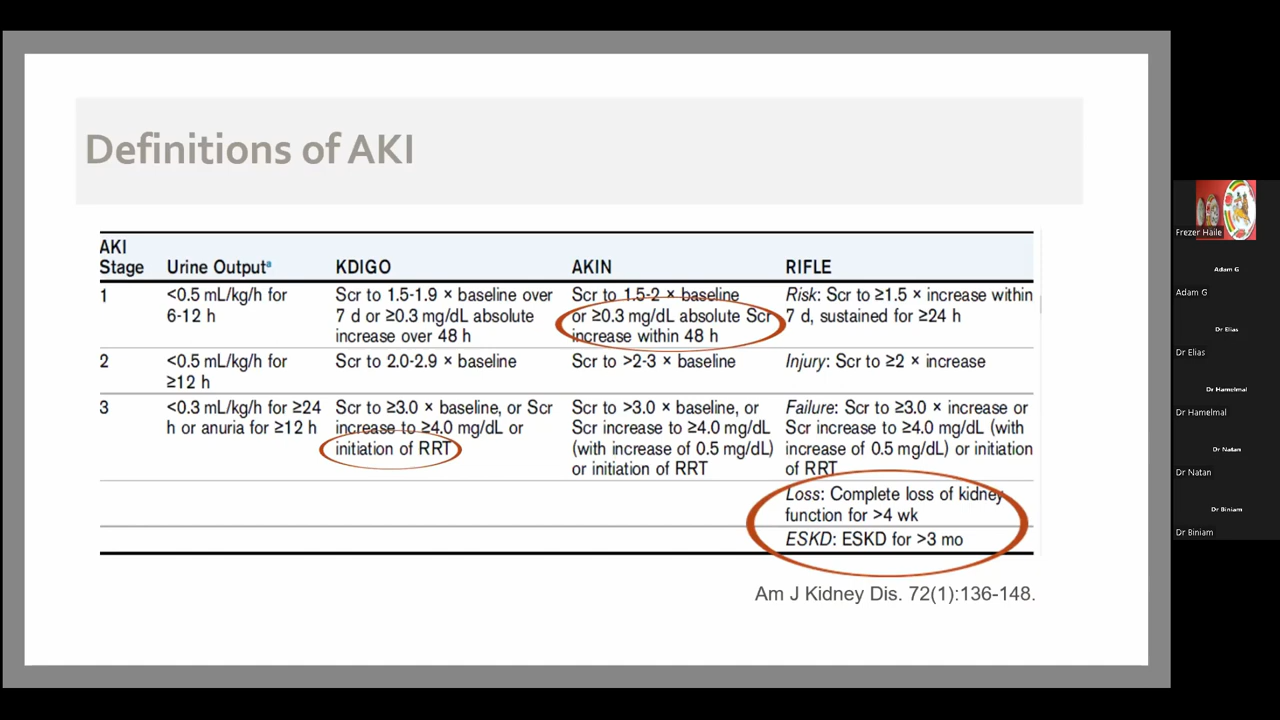 Definitions of AKI
AKI
Stage
Urine Outputᵃ
KDIGO
AKIN
RIFLE
1
<0.5 mL/kg/h for
6-12 h
Scr to 1.5-1.9 × baseline over
7 d or ≥0.3 mg/dL absolute
increase over 48 h
Scr to 1.5-2 × baseline
or ≥0.3 mg/dL absolute Scr
increase within 48 h
Risk: Scr to ≥1.5 × increase within
7 d, sustained for ≥24 h
2
<0.5 mL/kg/h for
≥12 h
Scr to 2.0-2.9 × baseline
Scr to >2-3 × baseline
Injury: Scr to ≥2 × increase
3
<0.3 mL/kg/h for ≥24
h or anuria for ≥12 h
Scr to ≥3.0 × baseline, or Scr
increase to ≥4.0 mg/dL or
initiation of RRT
Scr to >3.0 × baseline, or
Scr increase to ≥4.0 mg/dL
(with increase of 0.5 mg/dL)
or initiation of RRT
Failure: Scr to ≥3.0 × increase or
Scr increase to ≥4.0 mg/dL (with
increase of 0.5 mg/dL) or initiation
of RRT
Loss: Complete loss of kidney
function for >4 wk
ESKD: ESKD for >3 mo
Am J Kidney Dis. 72(1):136-148.
Frezer Haile
Adam G
Adam G
Dr Elias
Dr Elias
Dr Hamelmal
Dr Hamelmal
Dr Natan
Dr Natan
Dr Biniam
Dr Biniam